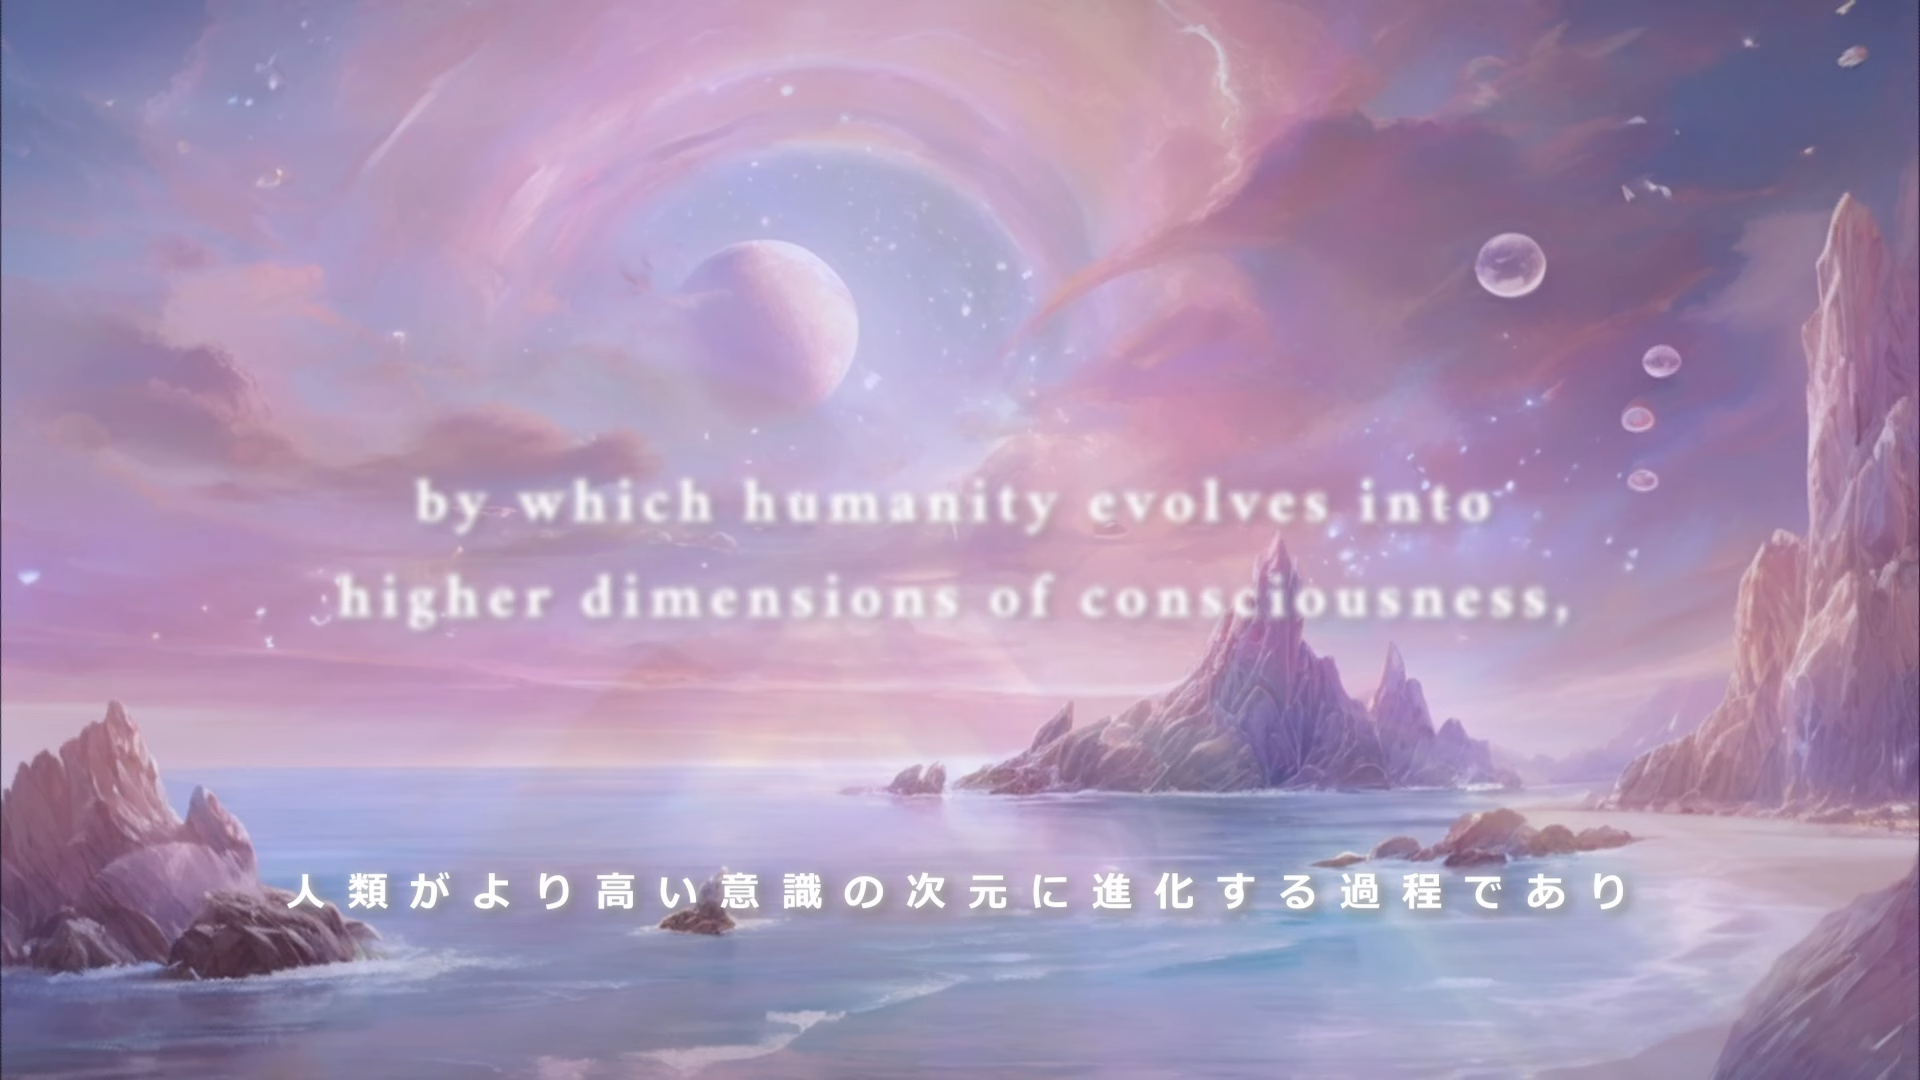 by which humanity evolves into
higher dimensions of consciousness,
人類がより高い意識の次元に進化する過程であり